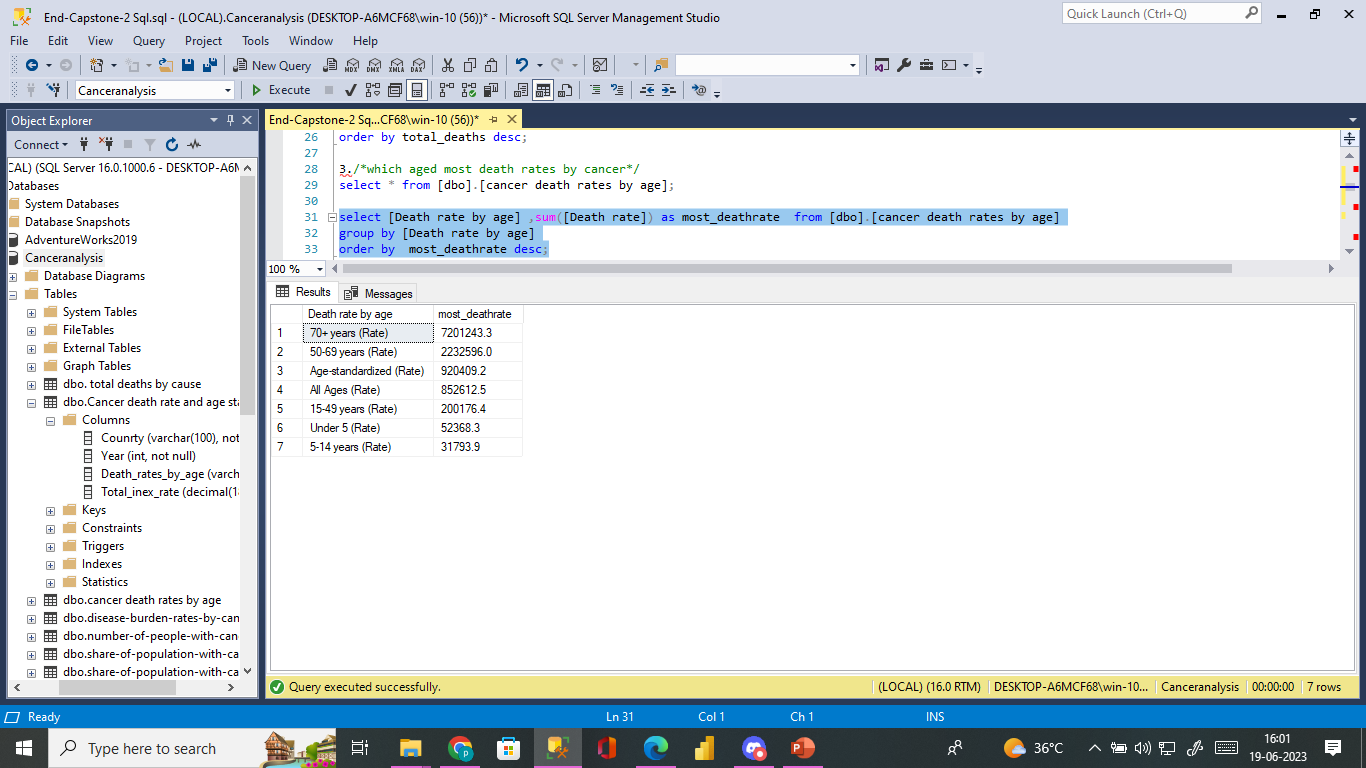 End-Capstone-2 Sql.sql - (LOCAL).Canceranalysis (DESKTOP-A6MCF68\win-10 (56))* - Microsoft SQL Server Management Studio
Quick Launch (Ctrl+Q)
File Edit View Query Project Tools Window Help
New Query MDX DMX XMLA DAX
Canceranalysis Execute
Object Explorer
Connect
CAL) (SQL Server 16.0.1000.6 - DESKTOP-A6M
Databases
System Databases
Database Snapshots
AdventureWorks2019
Canceranalysis
Database Diagrams
Tables
System Tables
FileTables
External Tables
Graph Tables
dbo. total deaths by cause
dbo.Cancer death rate and age sta
Columns
Counrty (varchar(100), not
Year (int, not null)
Death_rates_by_age (varch
Total_inex_rate (decimal(18
Keys
Constraints
Triggers
Indexes
Statistics
dbo.cancer death rates by age
dbo.disease-burden-rates-by-can
dbo.number-of-people-with-can
dbo.share-of-population-with-ca
dbo.share-of-population-with-ca
End-Capstone-2 Sq...CF68\win-10 (56))*
26 order by total_deaths desc;
27
28 3./*which aged most death rates by cancer*/
29 select * from [dbo].[cancer death rates by age];
30
31 select [Death rate by age] ,sum([Death rate]) as most_deathrate from [dbo].[cancer death rates by age]
32 group by [Death rate by age]
33 order by most_deathrate desc;
100 %
Results Messages
Death rate by age most_deathrate
1 70+ years (Rate) 7201243.3
2 50-69 years (Rate) 2232596.0
3 Age-standardized (Rate) 920409.2
4 All Ages (Rate) 852612.5
5 15-49 years (Rate) 200176.4
6 Under 5 (Rate) 52368.3
7 5-14 years (Rate) 31793.9
Query executed successfully. (LOCAL) (16.0 RTM) DESKTOP-A6MCF68\win-10... Canceranalysis 00:00:00 7 rows
Ready Ln 31 Col 1 Ch 1 INS
Type here to search 36°C 16:01
19-06-2023